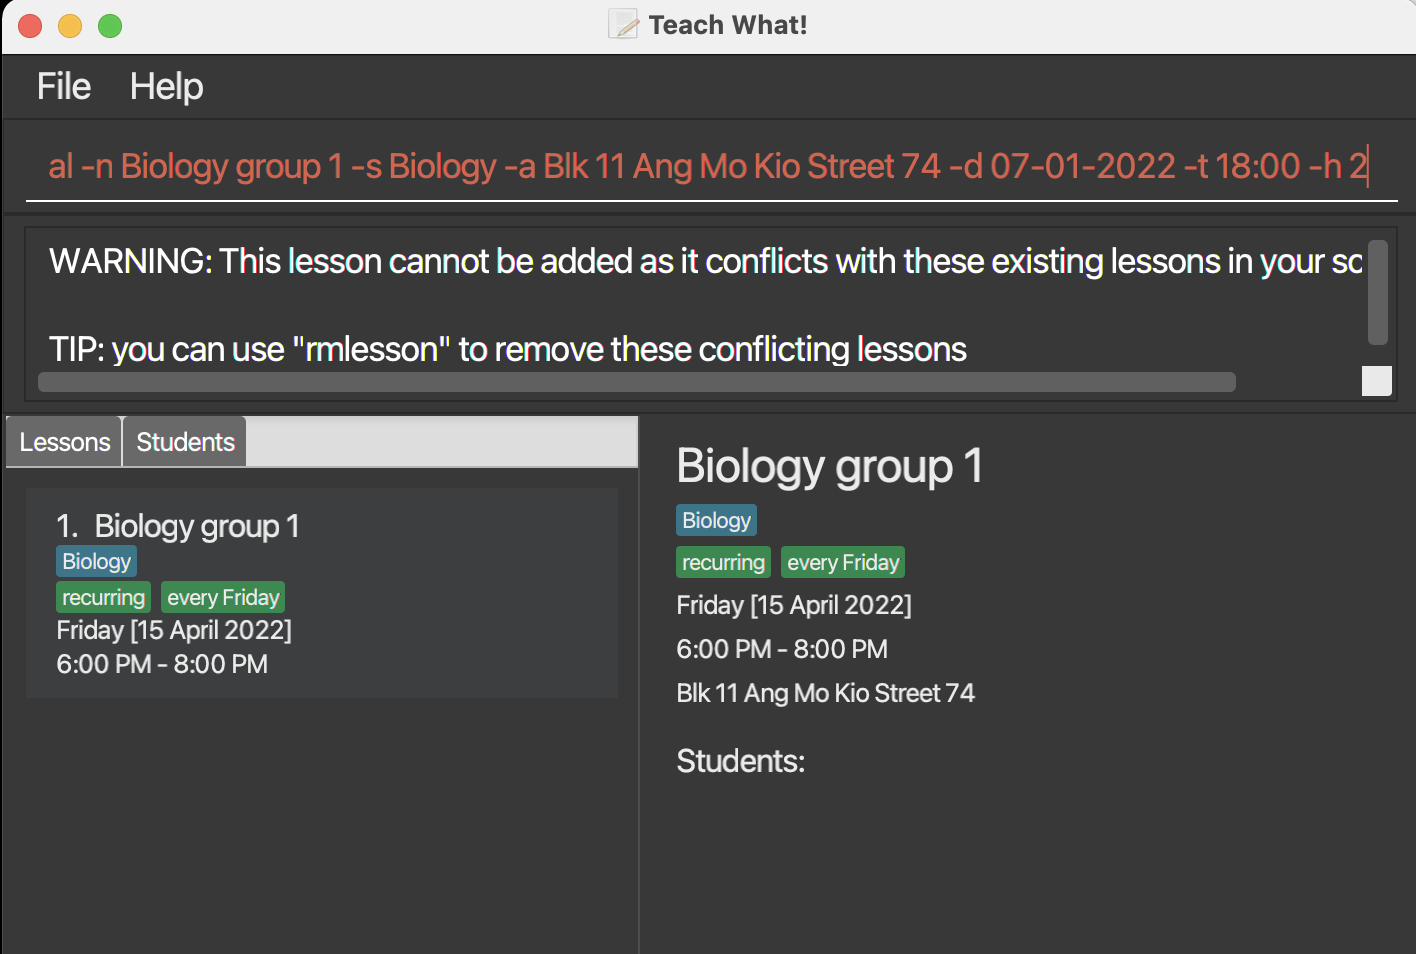 Teach What!
File Help
al -n Biology group 1 -s Biology -a Blk 11 Ang Mo Kio Street 74 -d 07-01-2022 -t 18:00 -h 2
WARNING: This lesson cannot be added as it conflicts with these existing lessons in your sc
TIP: you can use "rmlesson" to remove these conflicting lessons
Lessons Students
1. Biology group 1
Biology
recurring every Friday
Friday [15 April 2022]
6:00 PM - 8:00 PM
Biology group 1
Biology
recurring every Friday
Friday [15 April 2022]
6:00 PM - 8:00 PM
Blk 11 Ang Mo Kio Street 74
Students: